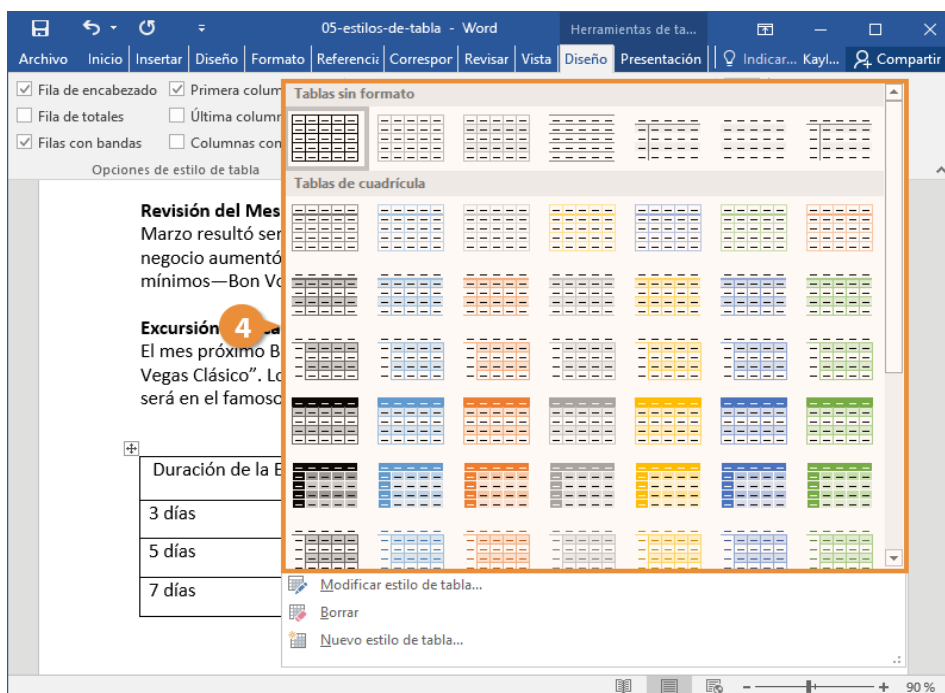 05-estilos-de-tabla - Word
Herramientas de ta...
Archivo Inicio Insertar Diseño Formato Referencia Correspor Revisar Vista Diseño Presentación Indicar... Kayl... Compartir
Fila de encabezado Primera colum
Fila de totales Última column
Filas con bandas Columnas con
Opciones de estilo de tabla
Tablas sin formato
Tablas de cuadrícula
Revisión del Mes
Marzo resultó ser
negocio aumentó
mínimos—Bon Vo
Excursión
4
El mes próximo B
Vegas Clásico”. Lo
será en el famoso
Duración de la E
3 días
5 días
7 días
Modificar estilo de tabla...
Borrar
Nuevo estilo de tabla...
90 %